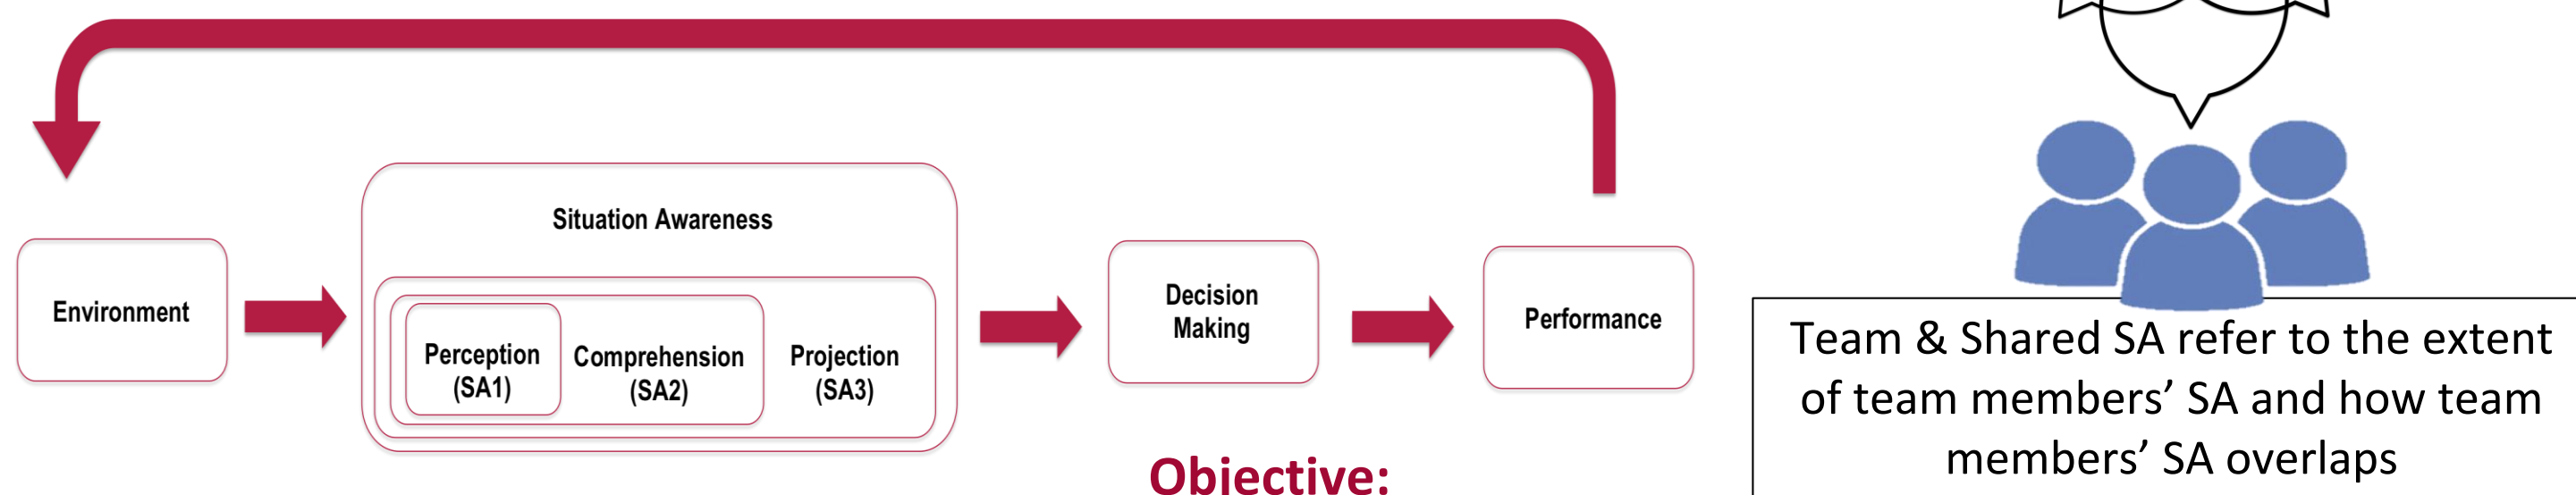 Situation Awareness
Environment
Perception
(SA1)
Comprehension
(SA2)
Projection
(SA3)
Decision
Making
Performance
Team & Shared SA refer to the extent
of team members’ SA and how team
members’ SA overlaps
Objective: